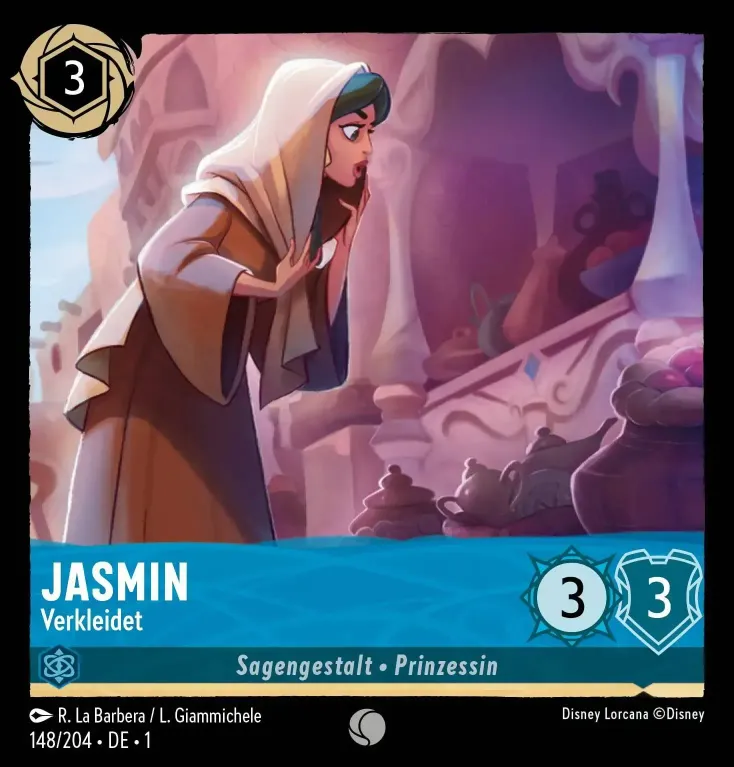 3
JASMIN
Verkleidet
3
3
Sagengestalt • Prinzessin
R. La Barbera / L. Giammichele
Disney Lorcana ©Disney
148/204 • DE • 1